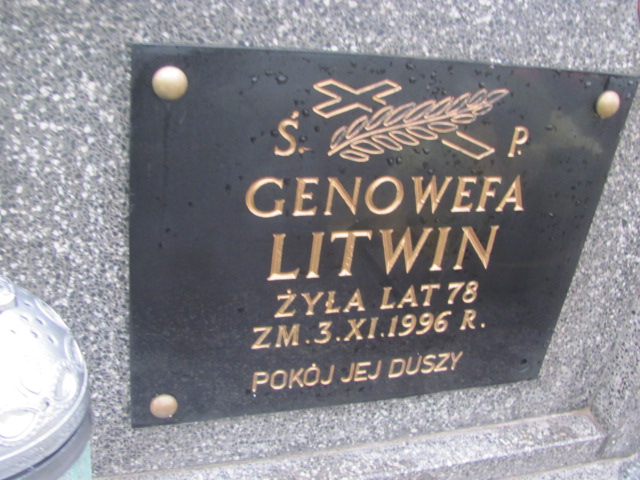 Ś. P.
GENOWEFA
LITWIN
ŻYŁA LAT 78
ZM. 3.XI.1996 R.
POKÓJ JEJ DUSZY